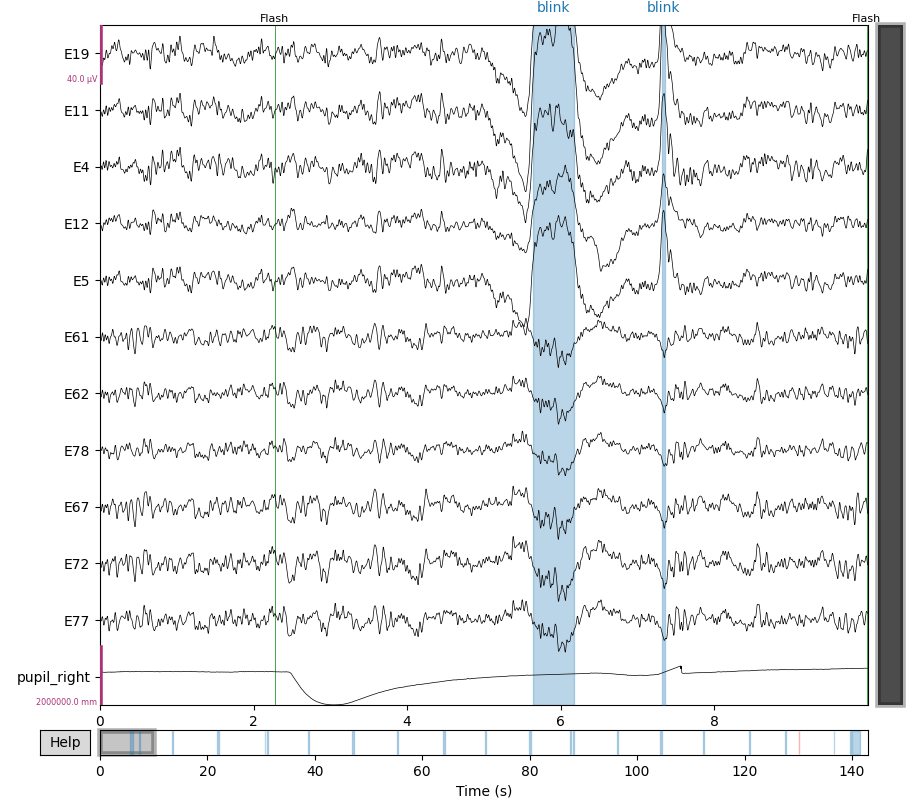 blink blink
Flash Flash
E19
40.0 µV
E11
E4
E12
E5
E61
E62
E78
E67
E72
E77
pupil_right
2000000.0 mm
0 2 4 6 8
Help
0 20 40 60 80 100 120 140
Time (s)